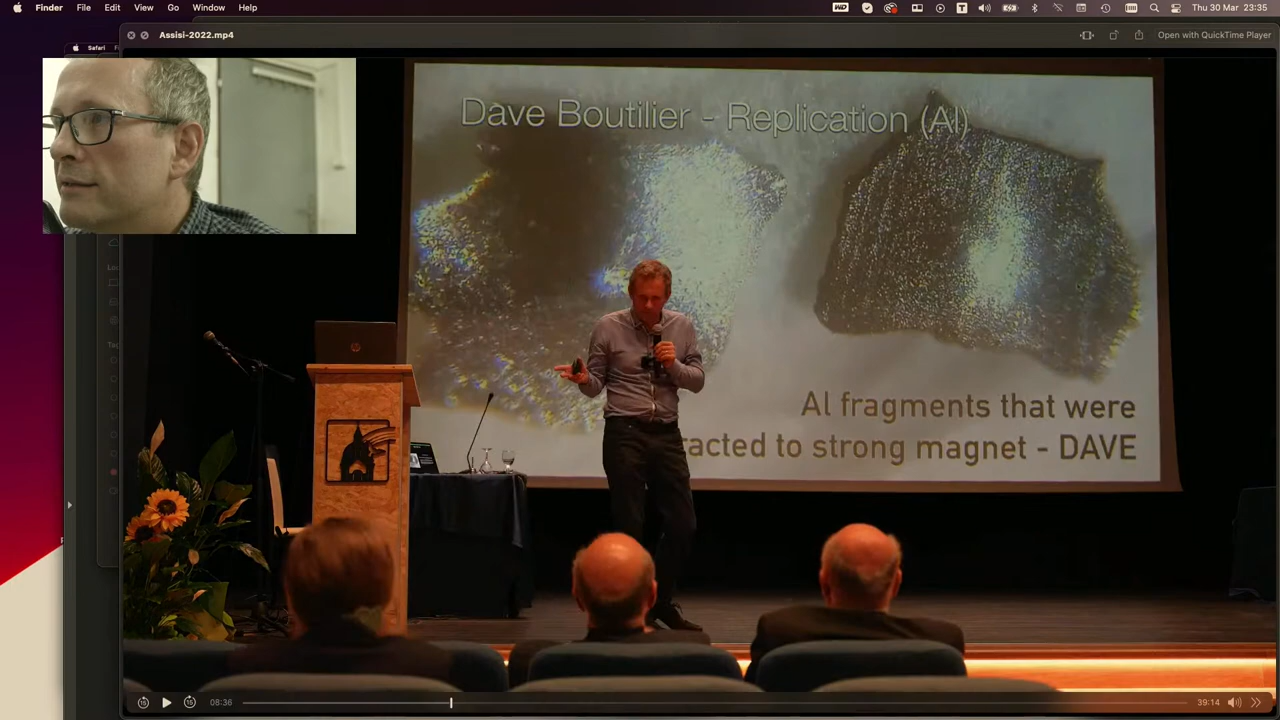 Finder File Edit View Go Window Help
Thu 30 Mar 23:35
Assisi-2022.mp4
Open with QuickTime Player
Safari
Dave Boutilier - Replication (Al)
Al fragments that were
racted to strong magnet - DAVE
08:36
39:14